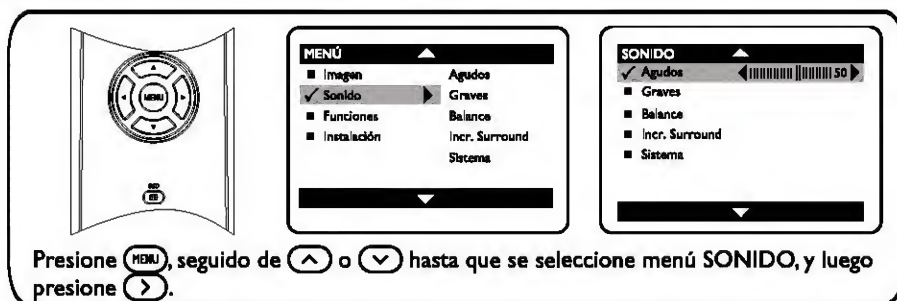 MENU
OSD
MENÚ
Imagen
✓ Sonido
Funciones
Instalación
Agudos
Graves
Balance
Incr. Surround
Sistema
SONIDO
✓ Agudos 50
Graves
Balance
Incr. Surround
Sistema
Presione MENU, seguido de o hasta que se seleccione menú SONIDO, y luego
presione .